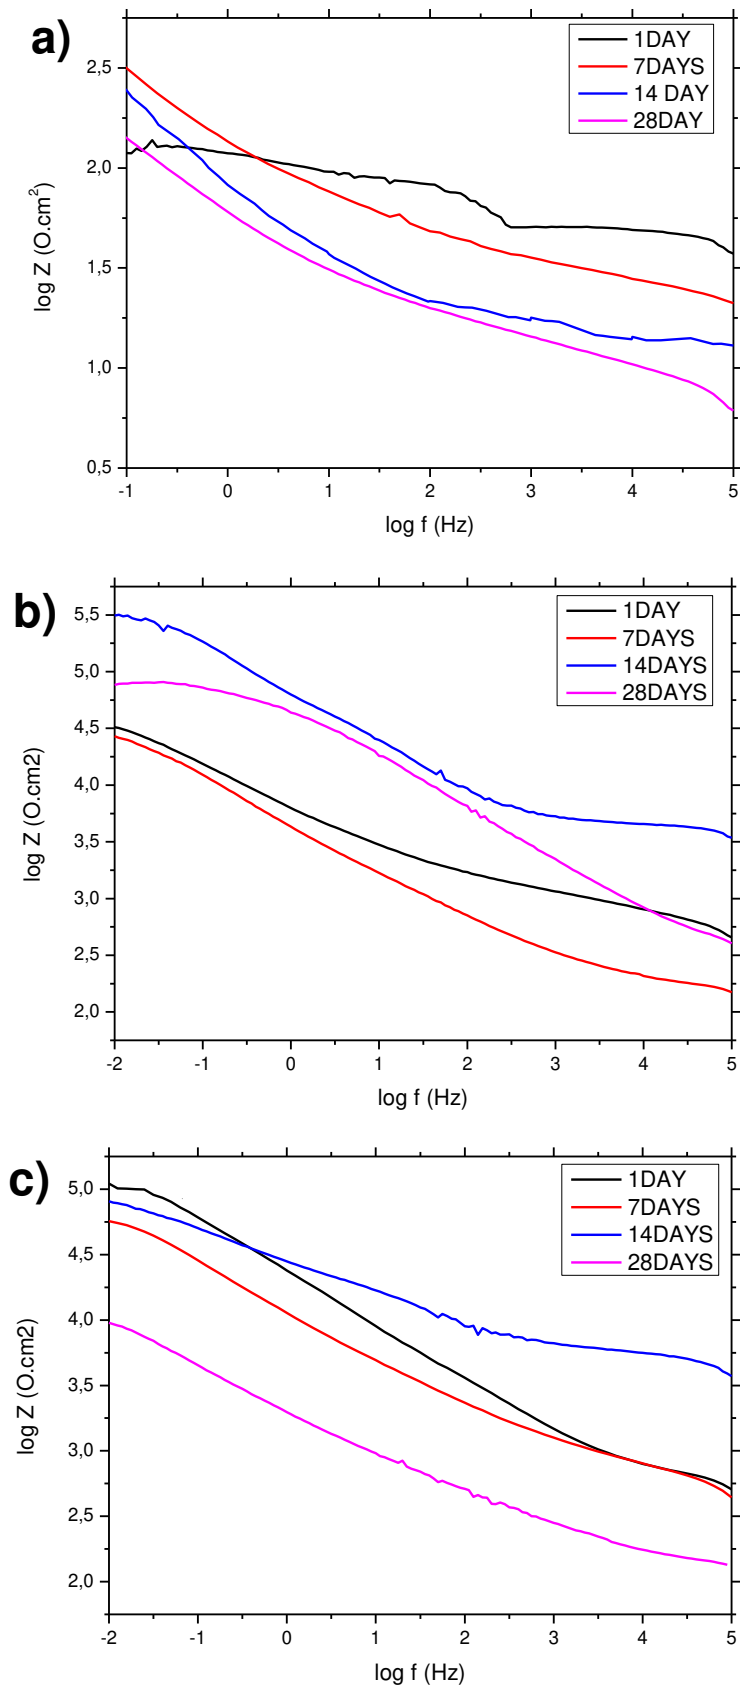 a)
1DAY
7DAYS
14 DAY
28DAY
2,5
2,0
1,5
1,0
0,5
log Z (O.cm²)
-1 0 1 2 3 4 5
log f (Hz)
b)
1DAY
7DAYS
14DAYS
28DAYS
5,5
5,0
4,5
4,0
3,5
3,0
2,5
2,0
log Z (O.cm2)
-2 -1 0 1 2 3 4 5
log f (Hz)
c)
1DAY
7DAYS
14DAYS
28DAYS
5,0
4,5
4,0
3,5
3,0
2,5
2,0
log Z (O.cm2)
-2 -1 0 1 2 3 4 5
log f (Hz)